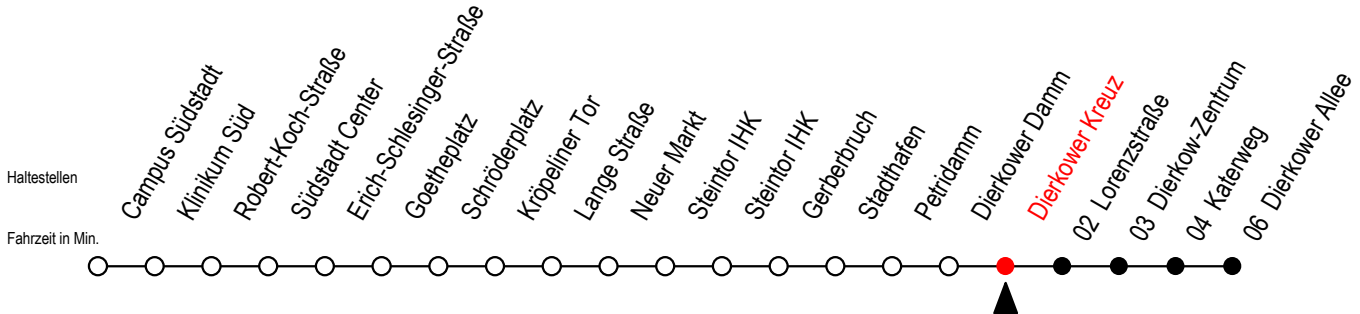 Haltestellen
Fahrzeit in Min.
Campus Südstadt
Klinikum Süd
Robert-Koch-Straße
Südstadt Center
Erich-Schlesinger-Straße
Goetheplatz
Schröderplatz
Kröpeliner Tor
Lange Straße
Neuer Markt
Steintor IHK
Steintor IHK
Gerberbruch
Stadthafen
Petridamm
Dierkower Damm
Dierkower Kreuz
02 Lorenzstraße
03 Dierkow-Zentrum
04 Katenweg
06 Dierkower Allee